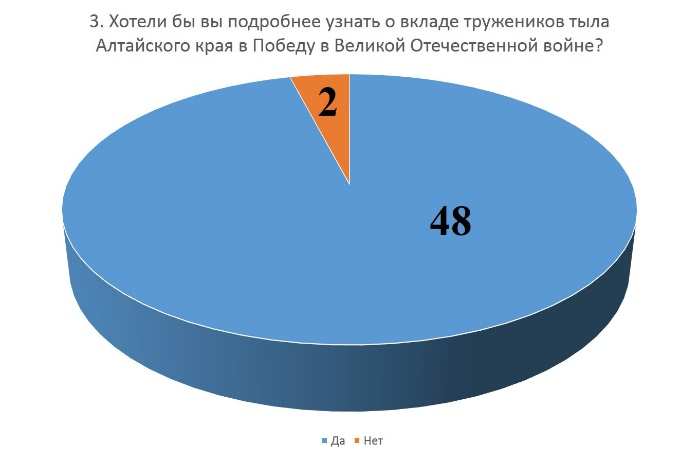 3. Хотели бы вы подробнее узнать о вкладе тружеников тыла
Алтайского края в Победу в Великой Отечественной войне?
2
48
Да Нет